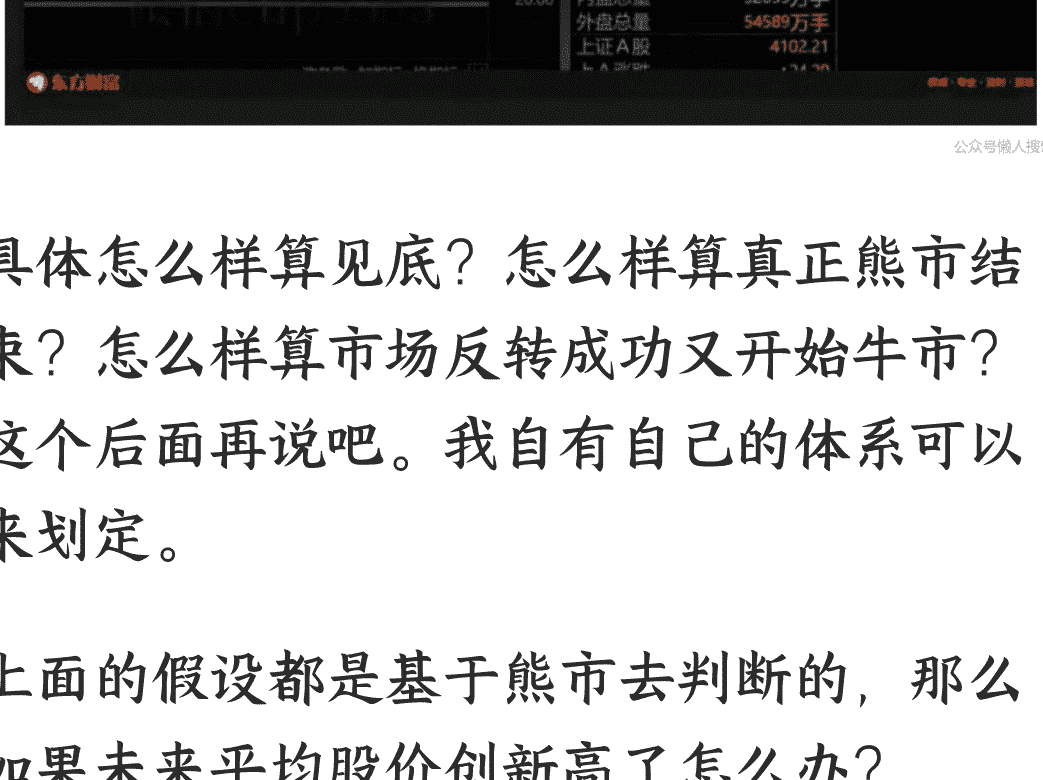 外盘总量 54589万手
上证A股 4102.21
东方财富
公众号懒人搜
具体怎么样算见底？怎么样算真正熊市结
束？怎么样算市场反转成功又开始牛市？
这个后面再说吧。我自有自己的体系可以
来划定。
上面的假设都是基于熊市去判断的，那么
如果未来平均股价创新高了怎么办？